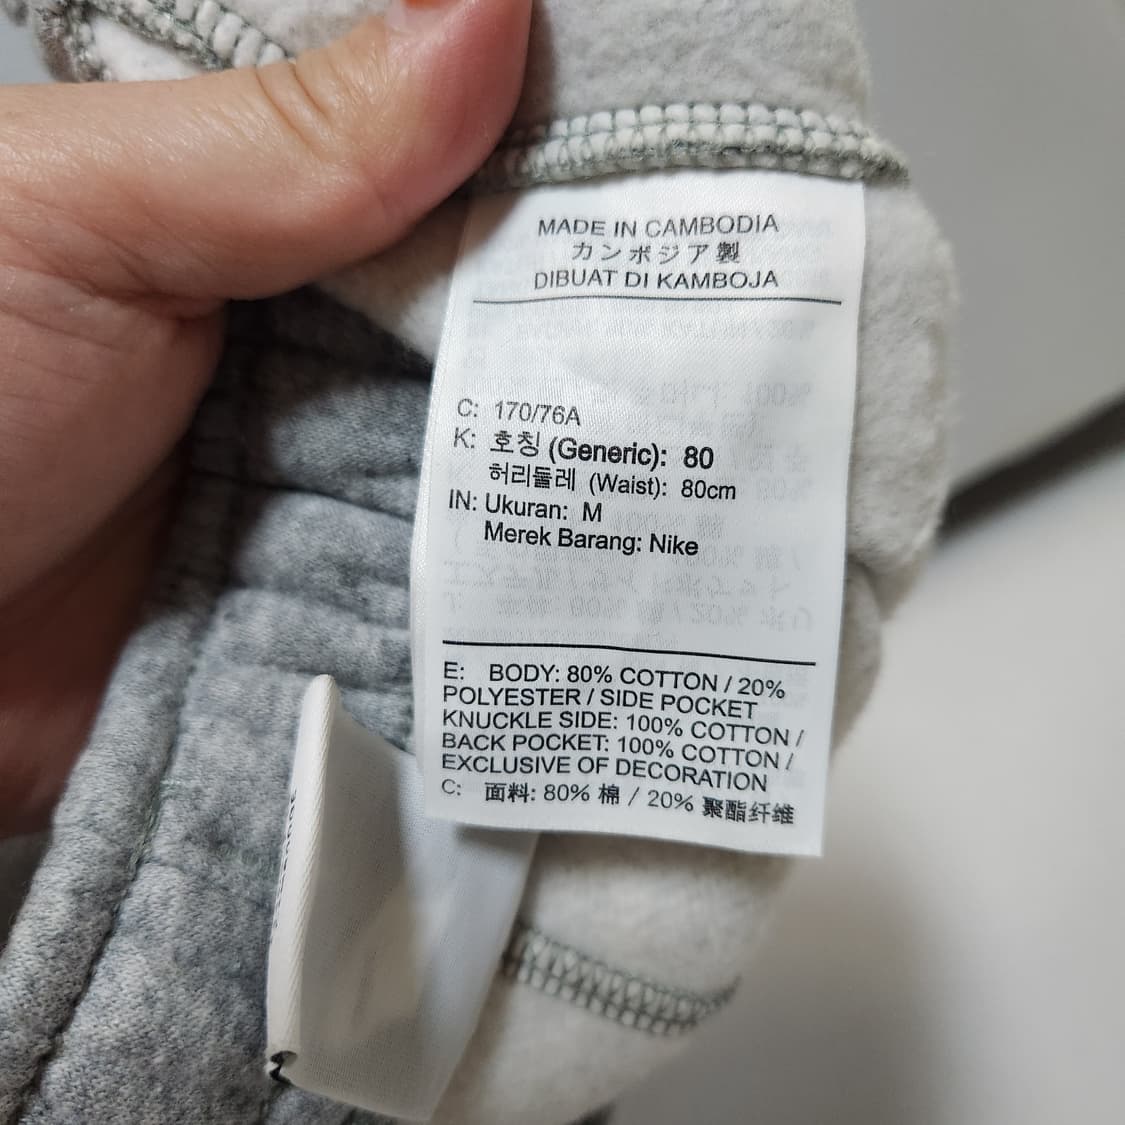 MADE IN CAMBODIA
カンボジア製
DIBUAT DI KAMBOJA
C: 170/76A
K: 호칭 (Generic): 80
허리둘레 (Waist): 80cm
IN: Ukuran: M
Merek Barang: Nike
E: BODY: 80% COTTON / 20%
POLYESTER / SIDE POCKET
KNUCKLE SIDE: 100% COTTON /
BACK POCKET: 100% COTTON /
EXCLUSIVE OF DECORATION
C: 面料: 80% 棉 / 20% 聚酯纤维